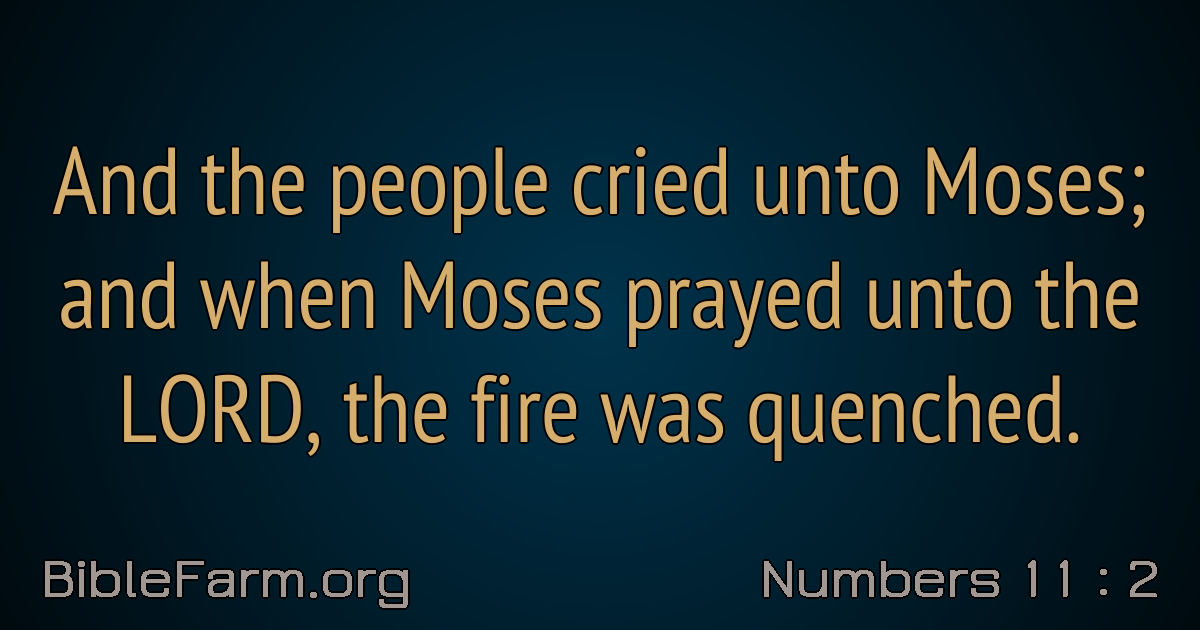 And the people cried unto Moses;
and when Moses prayed unto the
LORD, the fire was quenched.
BibleFarm.org
Numbers 11 : 2